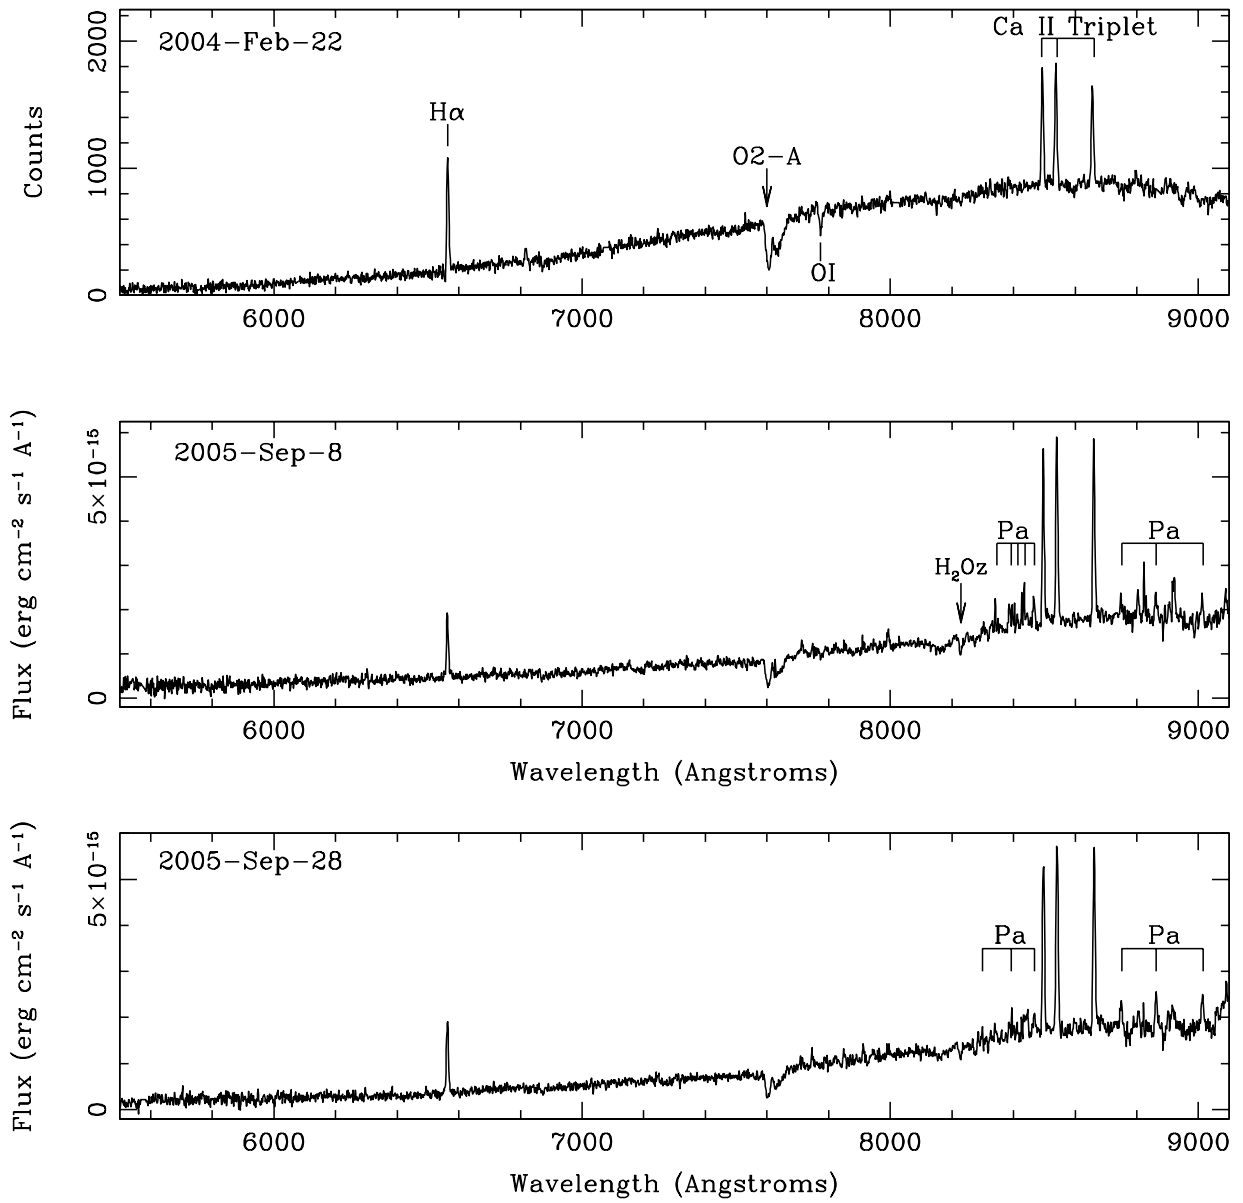 2004-Feb-22
Ca II Triplet
Hα
O2-A
OI
Counts
0
1000
2000
6000 7000 8000 9000
2005-Sep-8
Pa
Pa
H₂Oz
Flux (erg cm⁻² s⁻¹ A⁻¹)
0
5×10⁻¹⁵
6000 7000 8000 9000
Wavelength (Angstroms)
2005-Sep-28
Pa
Pa
Flux (erg cm⁻² s⁻¹ A⁻¹)
0
5×10⁻¹⁵
6000 7000 8000 9000
Wavelength (Angstroms)